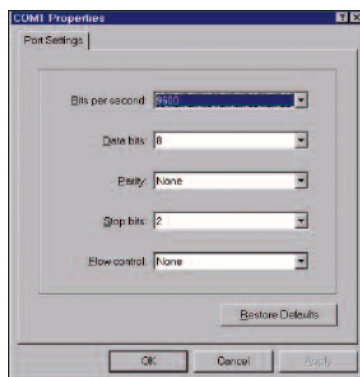 COM1 Properties
Port Settings
Bits per second: 9600
Data bits: 8
Parity: None
Stop bits: 2
Flow control: None
Restore Defaults
OK
Cancel
Apply